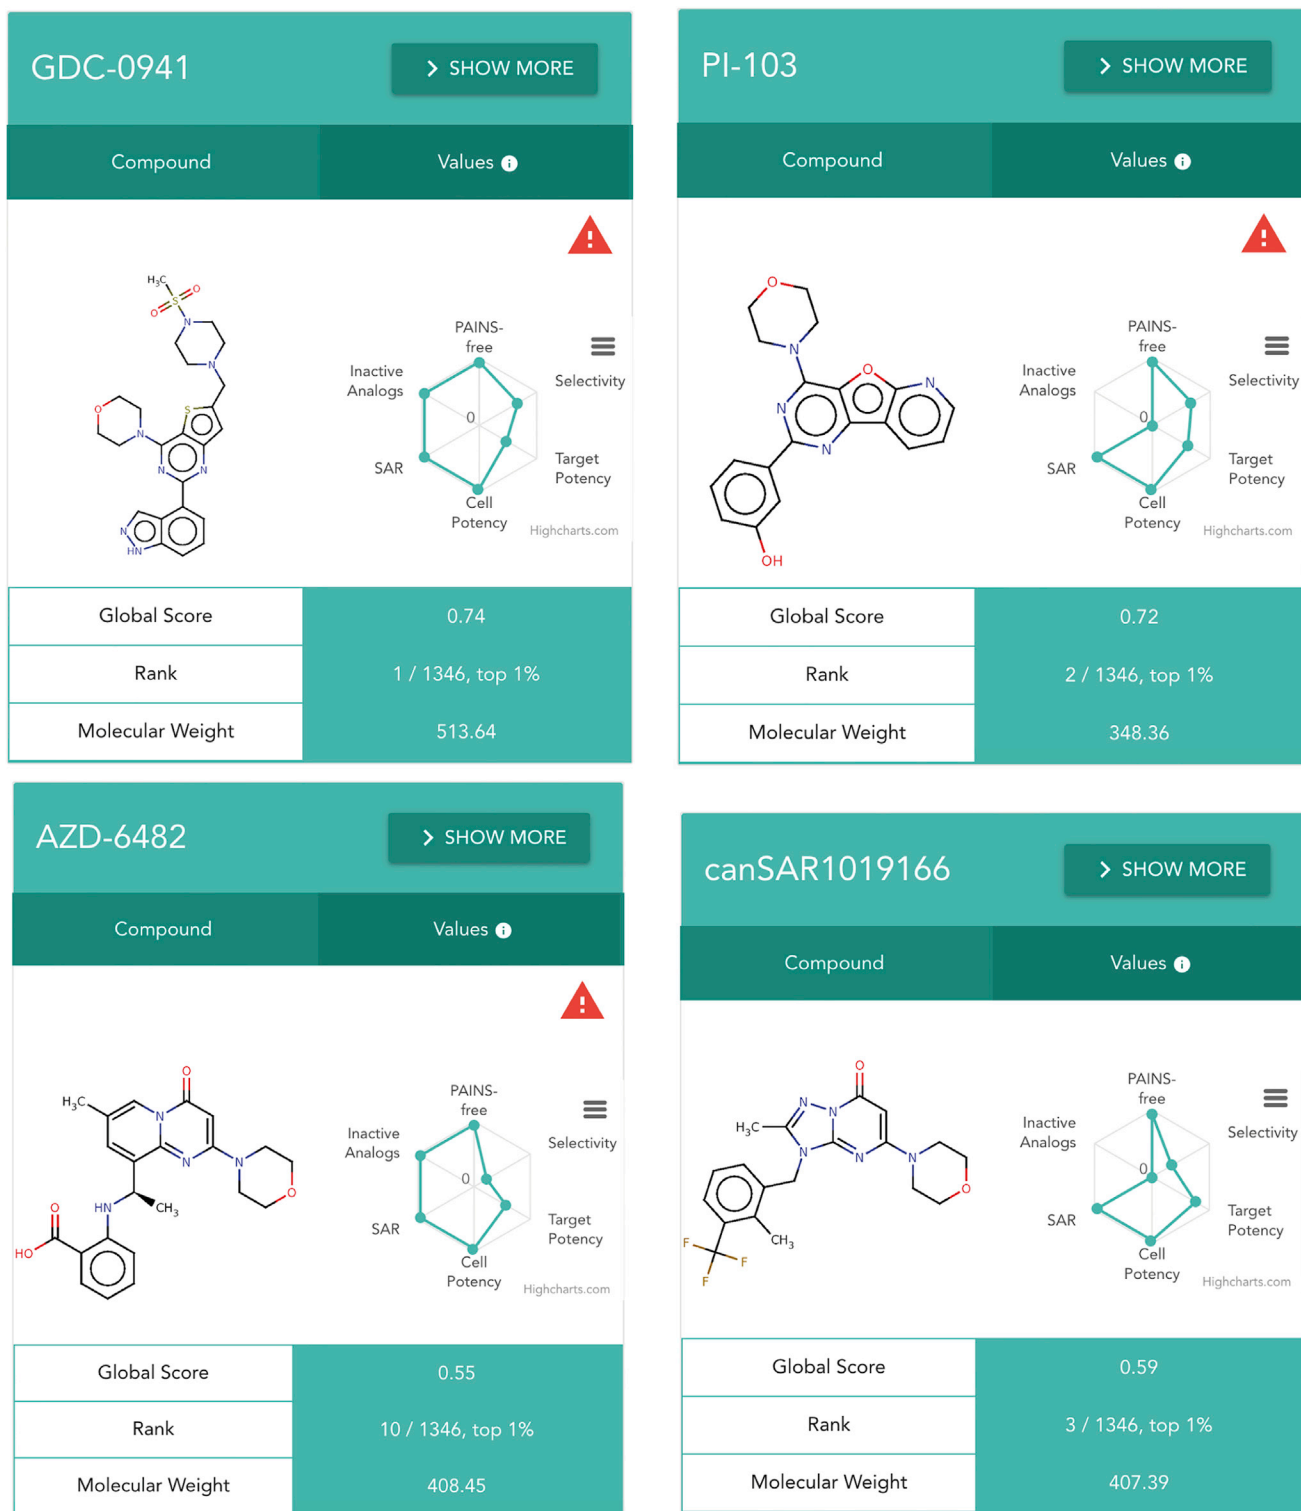 GDC-0941
SHOW MORE
Compound
Values
H₃C
S
O
O
N
N
O
N
S
N
N
N
HN
PAINS-
free
Selectivity
Inactive
Analogs
0
SAR
Target
Potency
Cell
Potency
Highcharts.com
Global Score 0.74
Rank 1 / 1346, top 1%
Molecular Weight 513.64
PI-103
SHOW MORE
Compound
Values
O
N
O
N
N
N
OH
PAINS-
free
Selectivity
Inactive
Analogs
0
SAR
Target
Potency
Cell
Potency
Highcharts.com
Global Score 0.72
Rank 2 / 1346, top 1%
Molecular Weight 348.36
AZD-6482
SHOW MORE
Compound
Values
O
H₃C
N
N
N
O
HN
CH₃
O
HO
PAINS-
free
Selectivity
Inactive
Analogs
0
SAR
Target
Potency
Cell
Potency
Highcharts.com
Global Score 0.55
Rank 10 / 1346, top 1%
Molecular Weight 408.45
canSAR1019166
SHOW MORE
Compound
Values
O
N
N
H₃C
N
N
N
O
CH₃
F
F
F
PAINS-
free
Selectivity
Inactive
Analogs
0
SAR
Target
Potency
Cell
Potency
Highcharts.com
Global Score 0.59
Rank 3 / 1346, top 1%
Molecular Weight 407.39